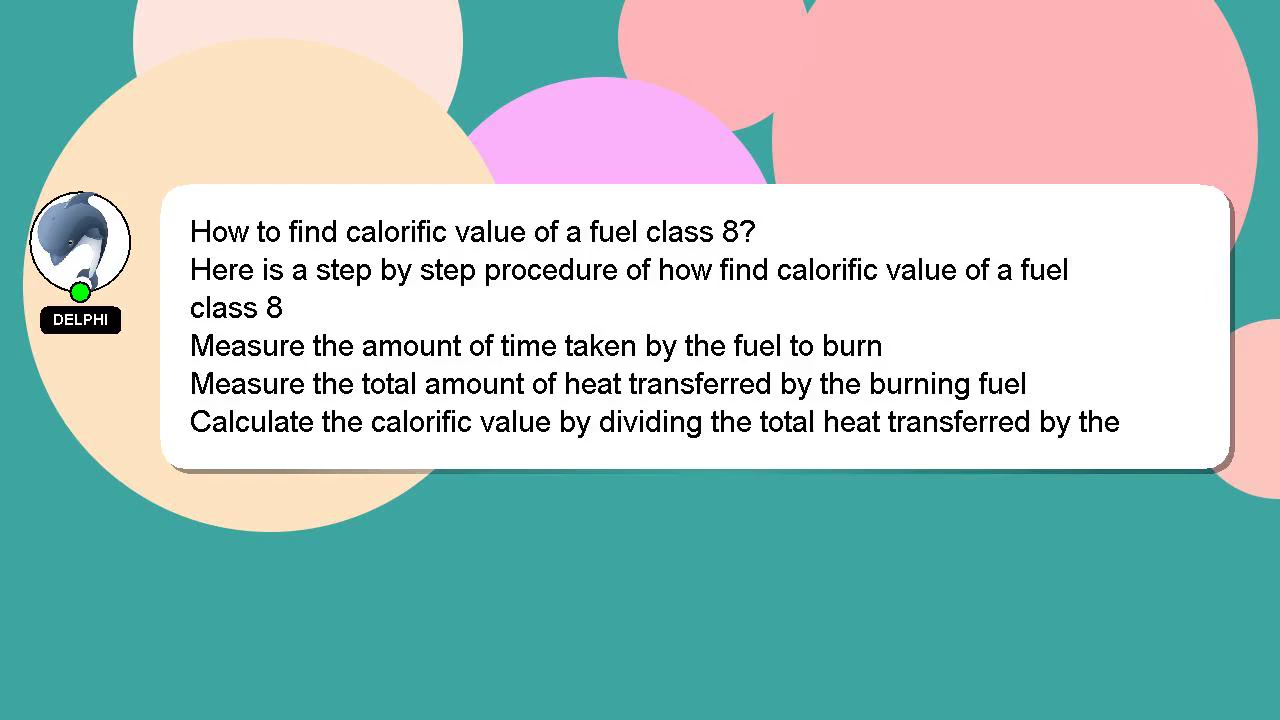 How to find calorific value of a fuel class 8?
Here is a step by step procedure of how find calorific value of a fuel
class 8
Measure the amount of time taken by the fuel to burn
Measure the total amount of heat transferred by the burning fuel
Calculate the calorific value by dividing the total heat transferred by the
DELPHI